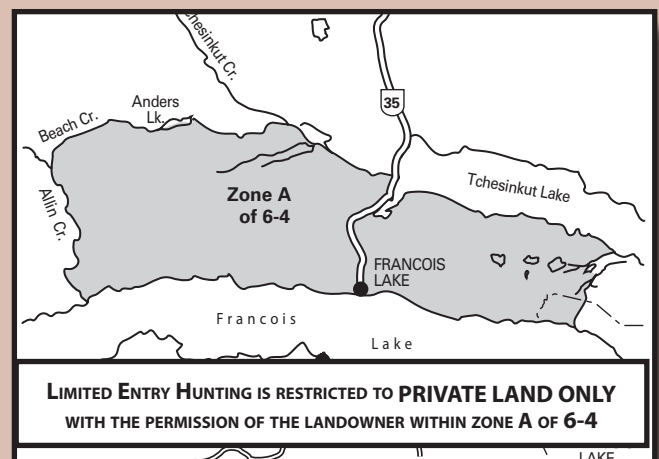 Tchesinkut Cr.
35
Anders
Lk.
Beach Cr.
Tchesinkut Lake
Allin Cr.
Zone A
of 6-4
FRANCOIS
LAKE
Francois
Lake
LIMITED ENTRY HUNTING IS RESTRICTED TO PRIVATE LAND ONLY
WITH THE PERMISSION OF THE LANDOWNER WITHIN ZONE A OF 6-4
LAKE